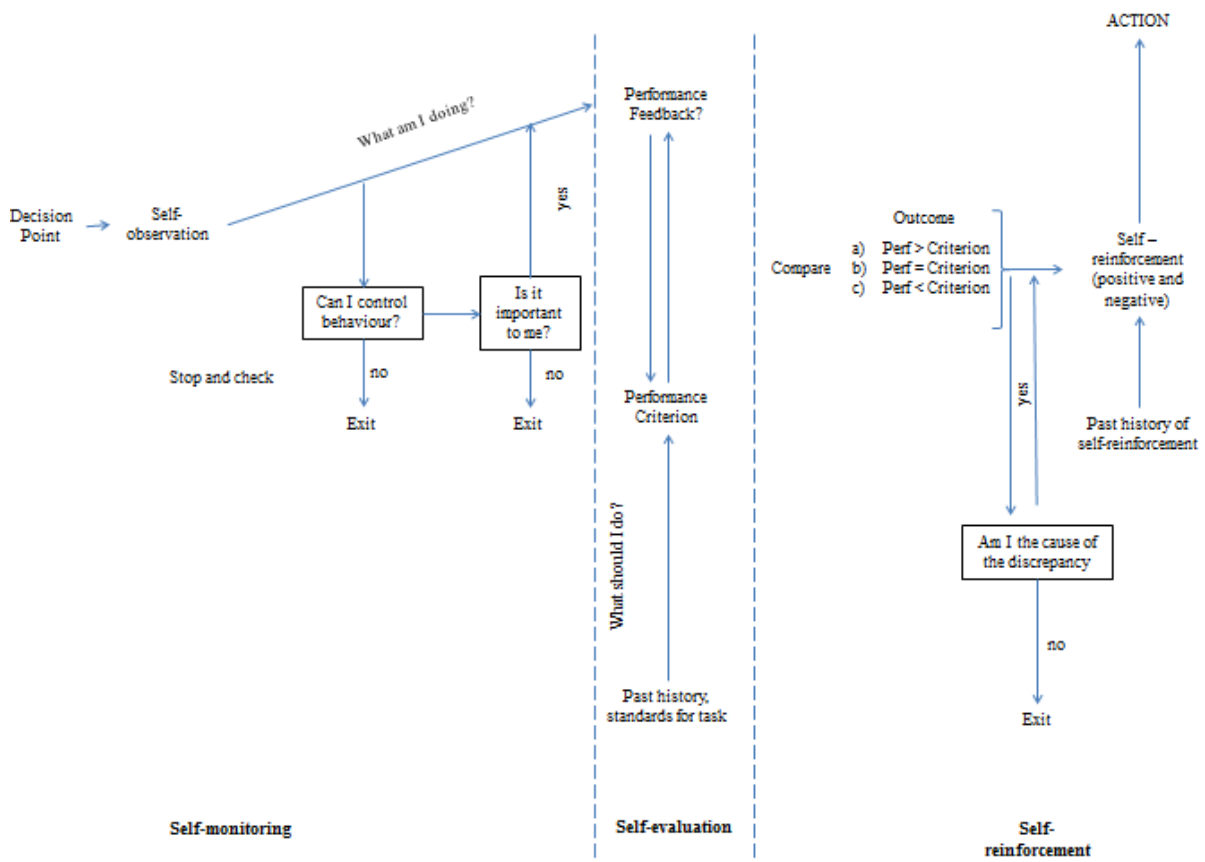 ACTION
What am I doing?
Performance
Feedback?
Decision
Point
Self-
observation
yes
Outcome
Compare
a) Perf > Criterion
b) Perf = Criterion
c) Perf < Criterion
Self –
reinforcement
(positive and
negative)
Can I control
behaviour?
Is it
important
to me?
Stop and check
no
no
Exit
Exit
Performance
Criterion
yes
Past history of
self-reinforcement
What should I do?
Am I the cause of
the discrepancy
no
Past history,
standards for task
Exit
Self-monitoring
Self-evaluation
Self-
reinforcement